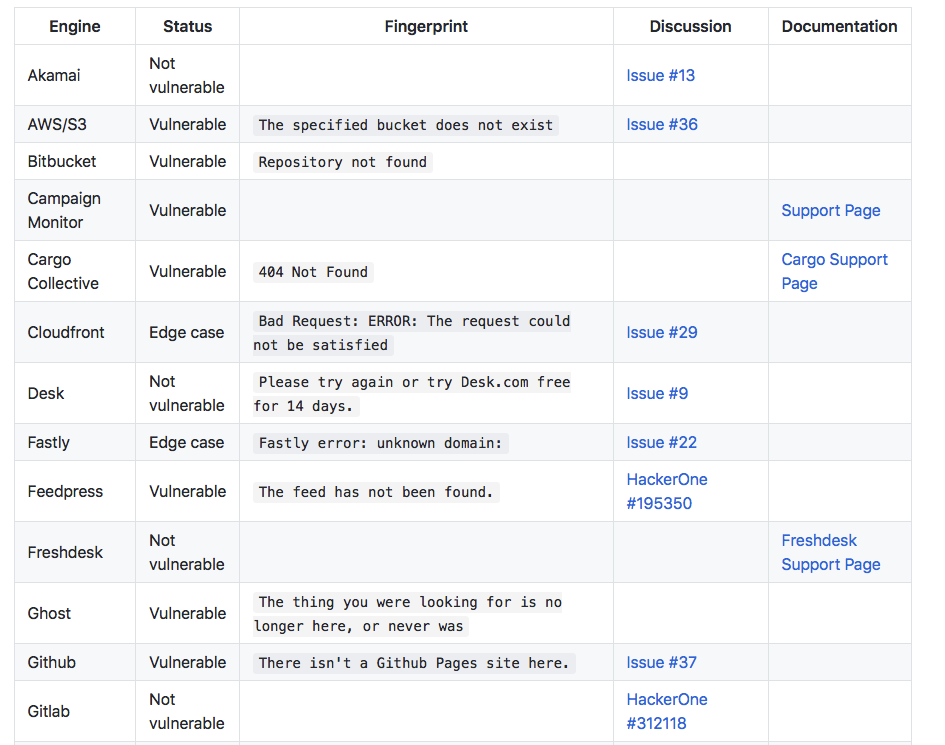 Engine Status Fingerprint Discussion Documentation
Akamai Not vulnerable Issue #13
AWS/S3 Vulnerable The specified bucket does not exist Issue #36
Bitbucket Vulnerable Repository not found
Campaign Monitor Vulnerable Support Page
Cargo Collective Vulnerable 404 Not Found Cargo Support Page
Cloudfront Edge case Bad Request: ERROR: The request could not be satisfied Issue #29
Desk Not vulnerable Please try again or try Desk.com free for 14 days. Issue #9
Fastly Edge case Fastly error: unknown domain: Issue #22
Feedpress Vulnerable The feed has not been found. HackerOne #195350
Freshdesk Not vulnerable Freshdesk Support Page
Ghost Vulnerable The thing you were looking for is no longer here, or never was
Github Vulnerable There isn't a Github Pages site here. Issue #37
Gitlab Not vulnerable HackerOne #312118